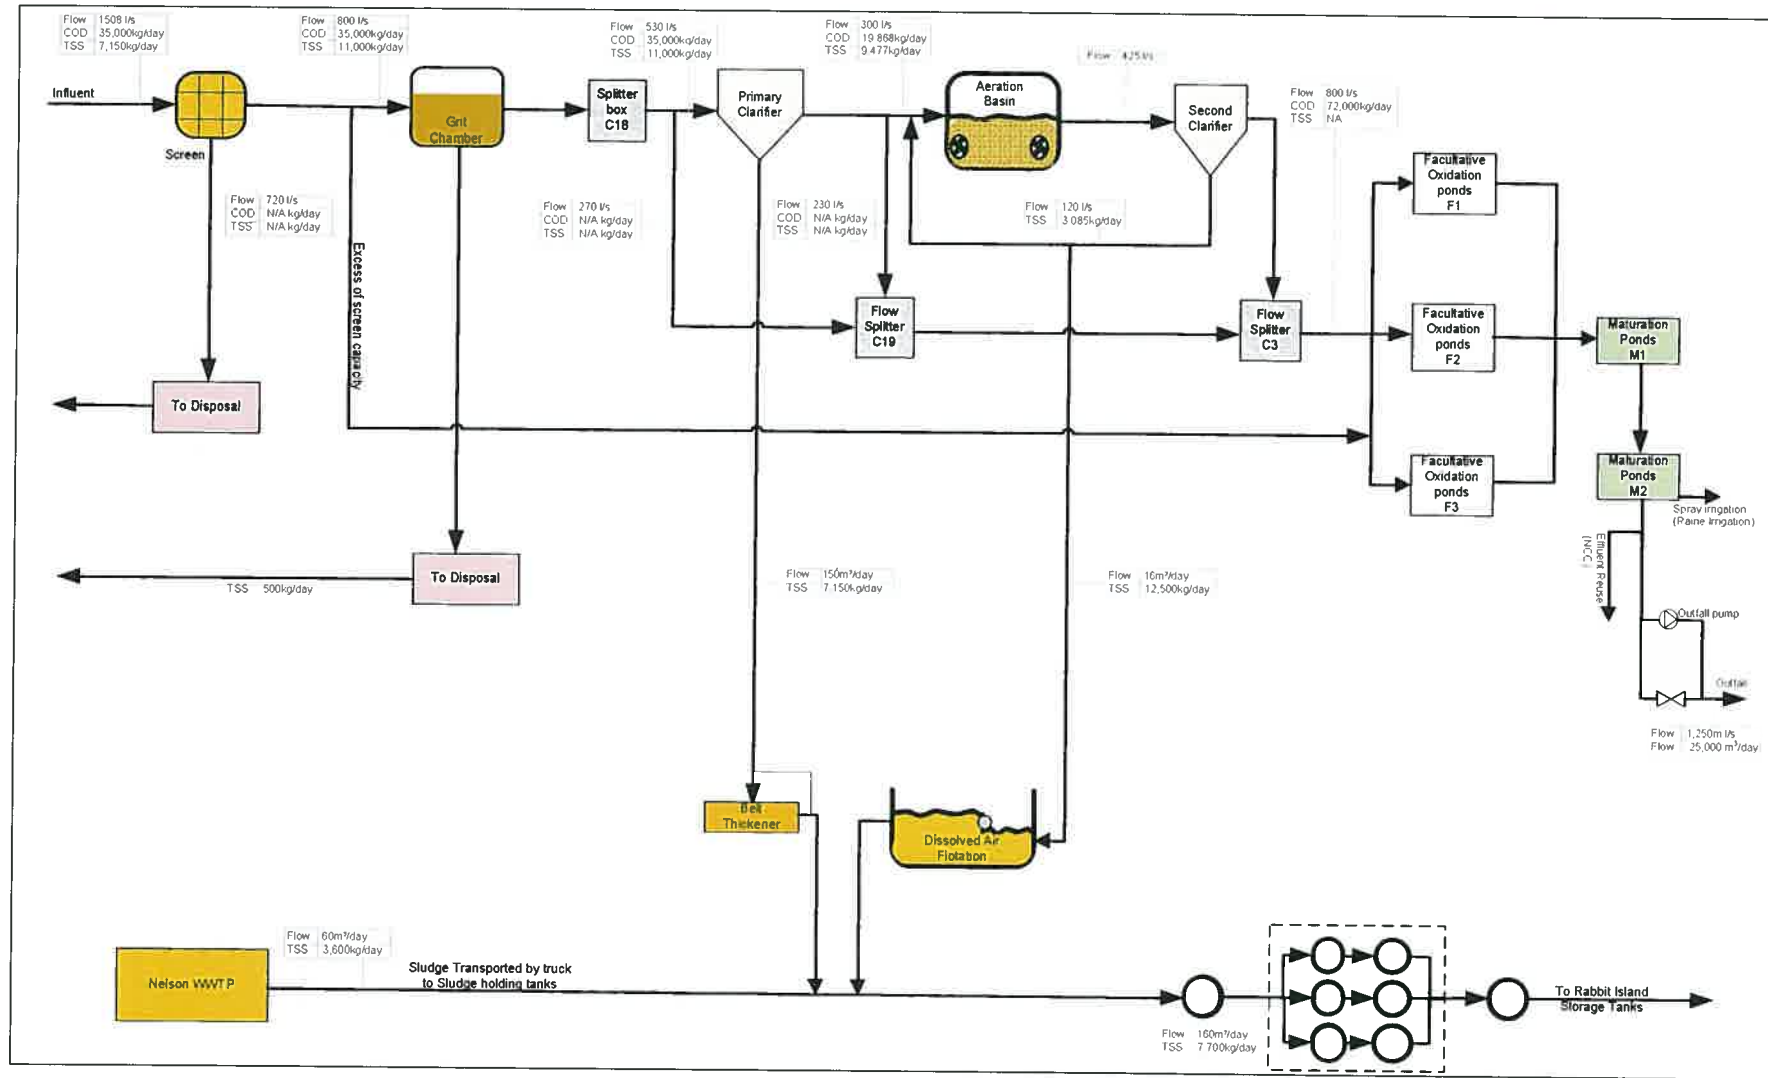 Flow 1508 l/s
COD 35,000kg/day
TSS 7,150kg/day
Flow 800 l/s
COD 35,000kg/day
TSS 11,000kg/day
Flow 530 l/s
COD 35,000kg/day
TSS 11,000kg/day
Flow 300 l/s
COD 19 868kg/day
TSS 9 477kg/day
Flow 425 l/s
Influent
Screen
Grit
Chamber
Splitter
box
C18
Primary
Clarifier
Aeration
Basin
Second
Clarifier
Flow 800 l/s
COD 72,000kg/day
TSS NA
Flow 720 l/s
COD N/A kg/day
TSS N/A kg/day
Flow 270 l/s
COD N/A kg/day
TSS N/A kg/day
Flow 230 l/s
COD N/A kg/day
TSS N/A kg/day
Flow 120 l/s
TSS 3 085kg/day
Facultative
Oxidation
ponds
F1
Excess of screen capacity
Flow
Splitter
C19
Flow
Splitter
C3
Facultative
Oxidation
ponds
F2
Maturation
Ponds
M1
To Disposal
Facultative
Oxidation
ponds
F3
Maturation
Ponds
M2
Spray irrigation
(Raine Irrigation)
Effluent Reuse
(NCC)
To Disposal
TSS 500kg/day
Flow 150m³/day
TSS 7 150kg/day
Flow 16m³/day
TSS 12,500kg/day
Outfall pump
Outfall
Flow 1,250m l/s
Flow 25,000 m³/day
Belt
Thickener
Dissolved Air
Flotation
Flow 60m³/day
TSS 3,600kg/day
Nelson WWTP
Sludge Transported by truck
to Sludge holding tanks
Flow 160m³/day
TSS 7 700kg/day
To Rabbit Island
Storage Tanks